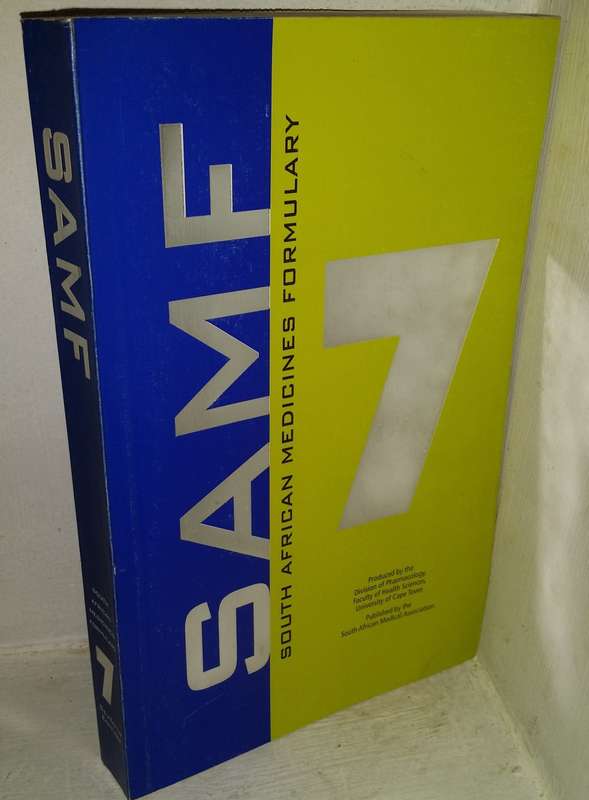 SAMF
SOUTH AFRICAN MEDICINES FORMULARY
7
Produced by the
Division of Pharmacology,
Faculty of Health Sciences,
University of Cape Town
Published by the
South African Medical Association
SAMF
7